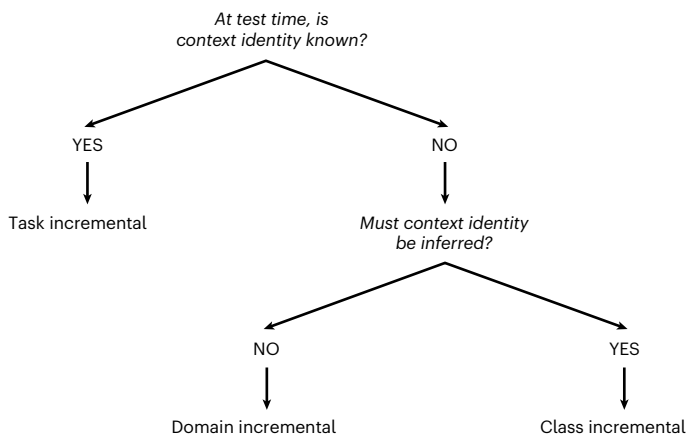 At test time, is
context identity known?
YES
NO
Task incremental
Must context identity
be inferred?
NO
YES
Domain incremental
Class incremental